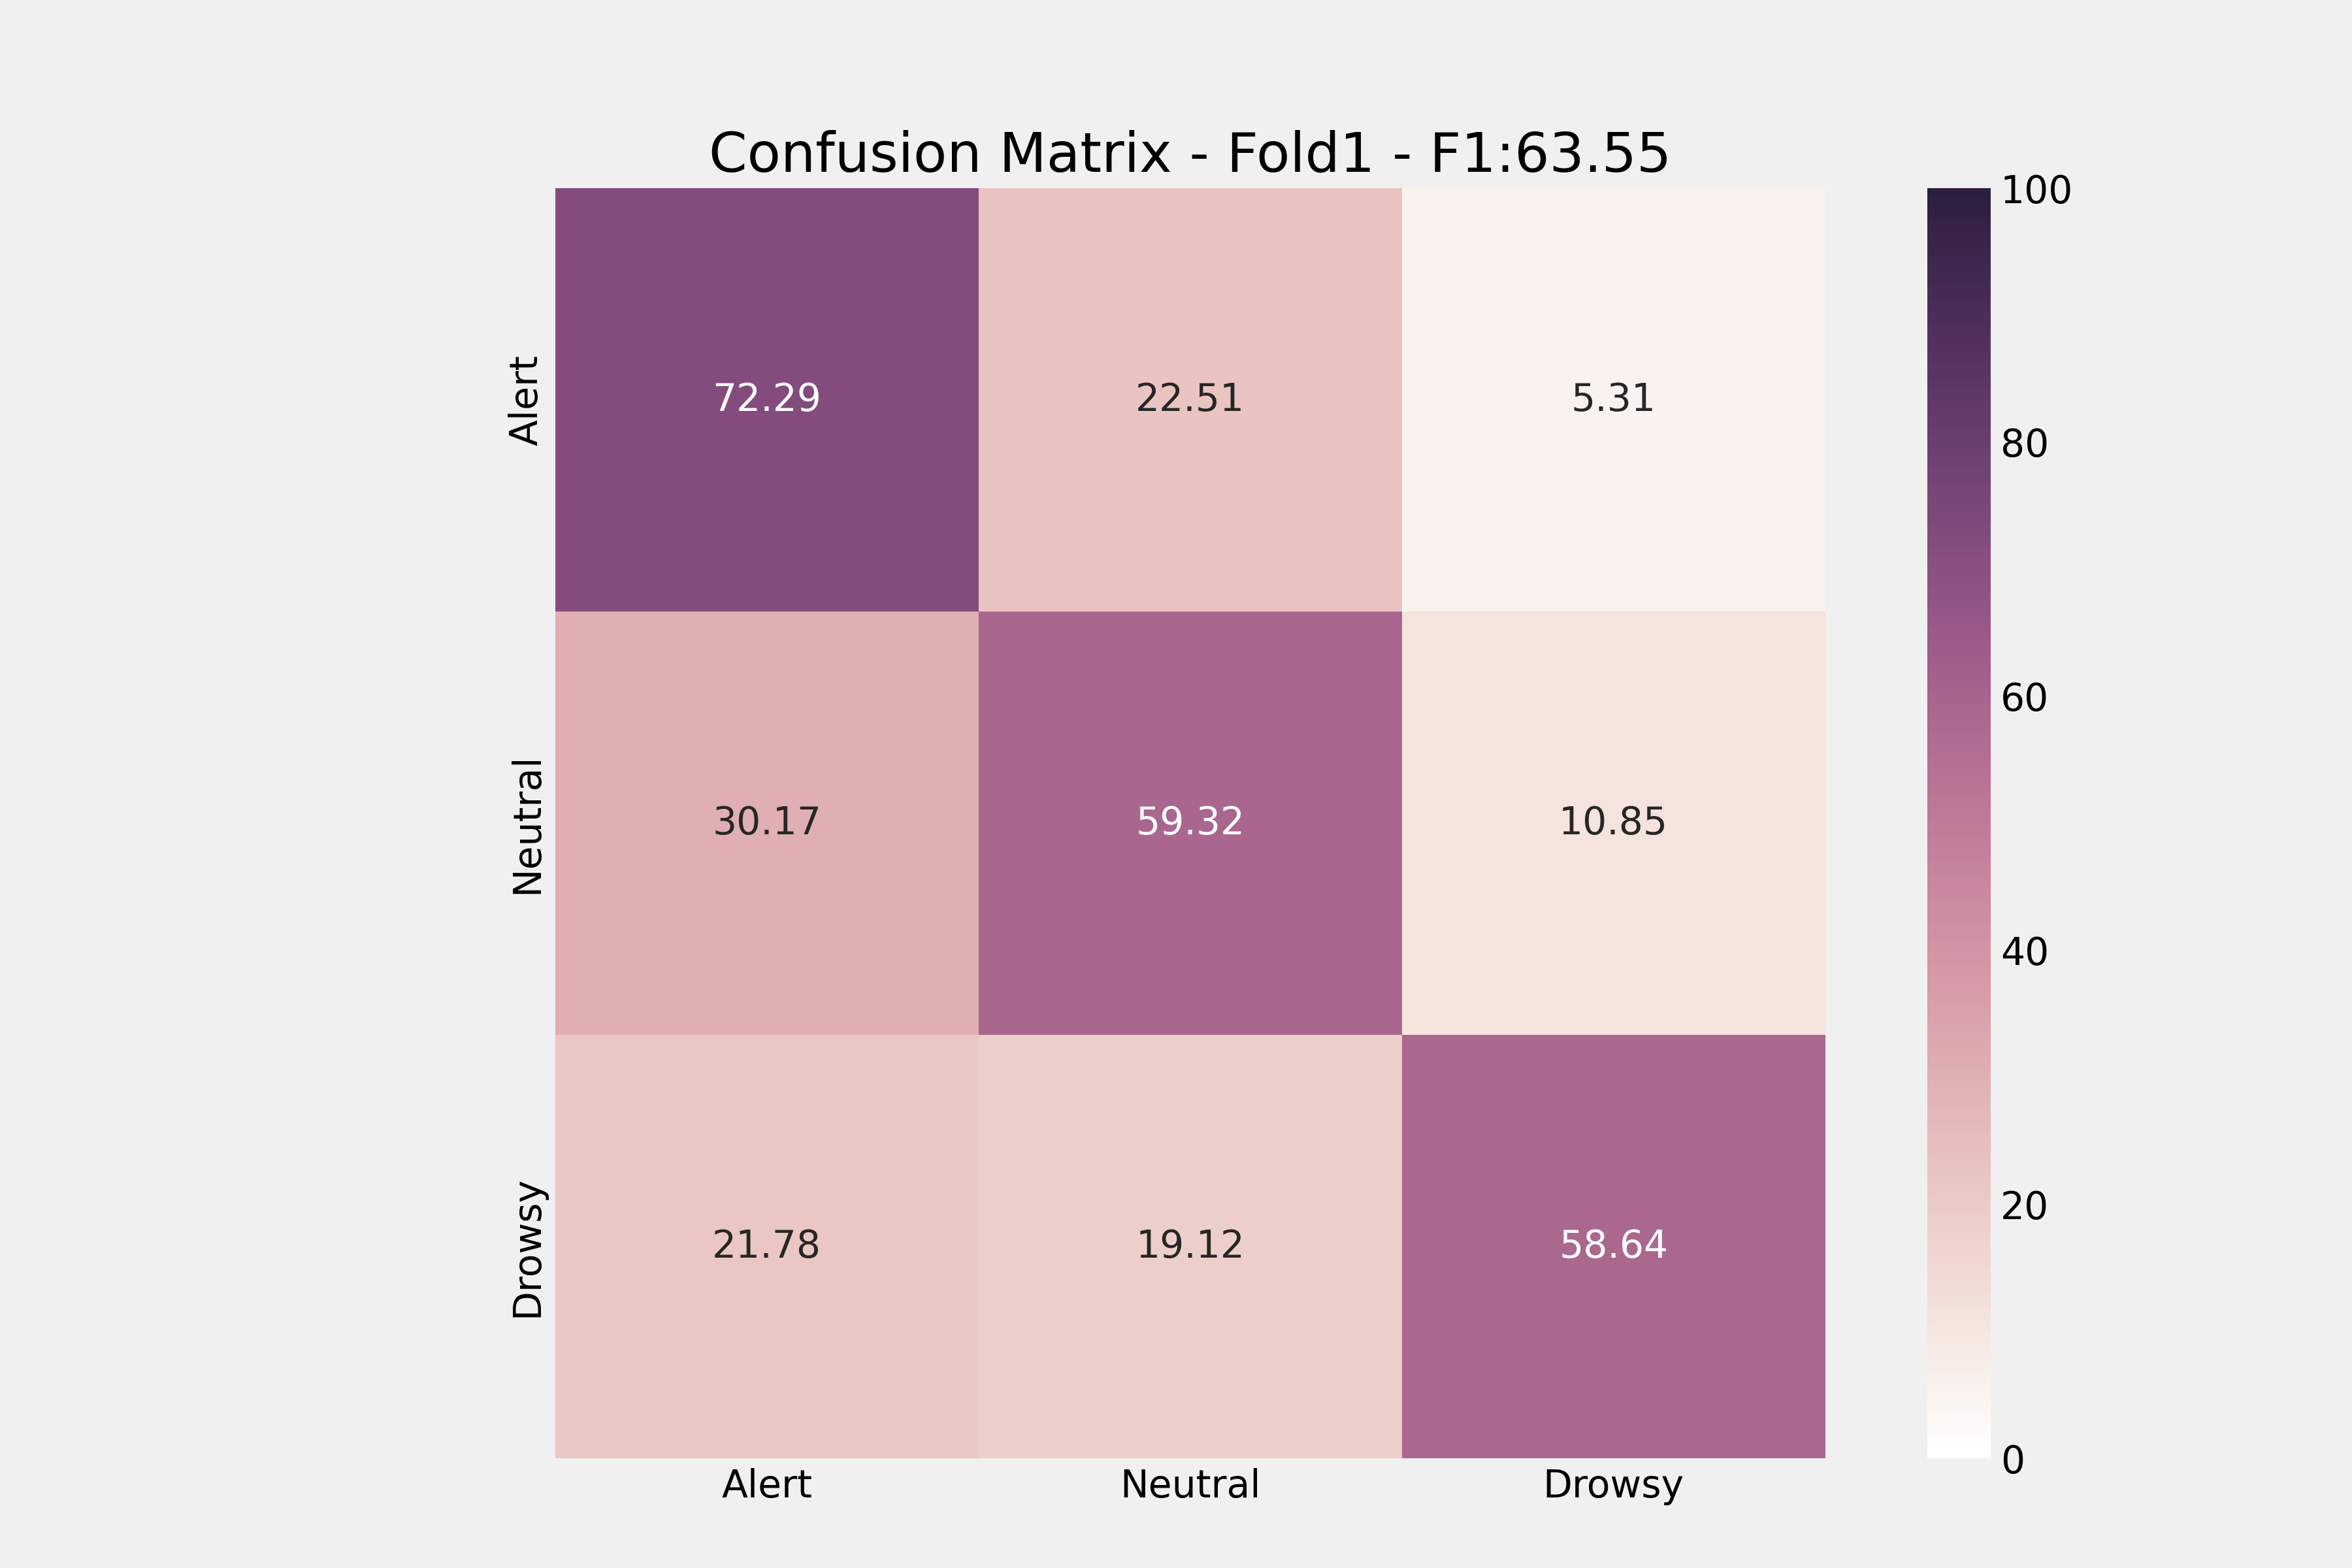 Confusion Matrix - Fold1 - F1:63.55
100
80
60
40
20
0
Alert
72.29 22.51 5.31
Neutral
30.17 59.32 10.85
Drowsy
21.78 19.12 58.64
Alert Neutral Drowsy